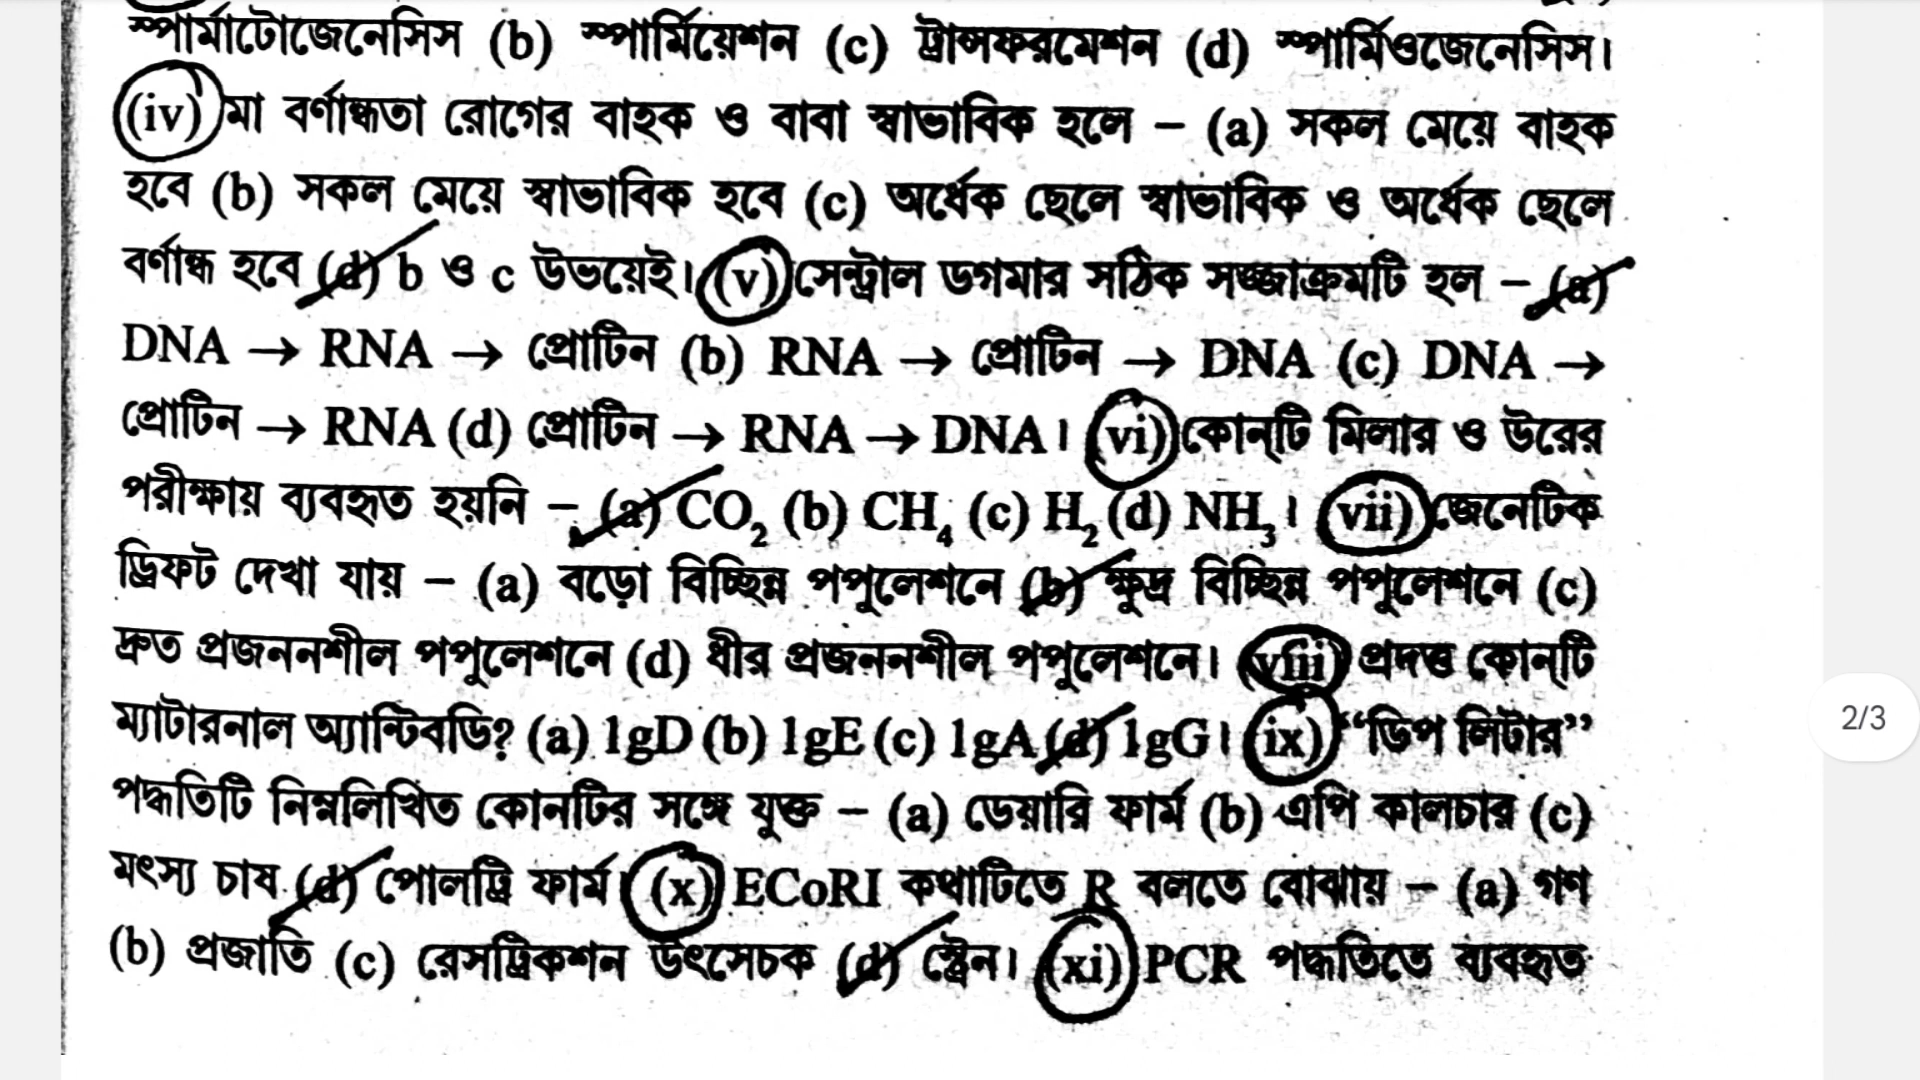 স্পার্মাটোজেনেসিস (b) স্পার্মিয়েশন (c) ট্রান্সফরমেশন (d) স্পার্মিওজেনেসিস।
(iv) মা বর্ণান্ধতা রোগের বাহক ও বাবা স্বাভাবিক হলে – (a) সকল মেয়ে বাহক
হবে (b) সকল মেয়ে স্বাভাবিক হবে (c) অর্ধেক ছেলে স্বাভাবিক ও অর্ধেক ছেলে
বর্ণান্ধ হবে (d) b ও c উভয়েই। (v) সেন্ট্রাল ডগমার সঠিক সজ্জাক্রমটি হল – (a)
DNA → RNA → প্রোটিন (b) RNA → প্রোটিন → DNA (c) DNA →
প্রোটিন → RNA (d) প্রোটিন → RNA → DNA। (vi) কোন্‌টি মিলার ও উরের
পরীক্ষায় ব্যবহৃত হয়নি – (a) CO₂ (b) CH₄ (c) H₂ (d) NH₃। (vii) জেনেটিক
ড্রিফট দেখা যায় – (a) বড়ো বিচ্ছিন্ন পপুলেশনে (b) ক্ষুদ্র বিচ্ছিন্ন পপুলেশনে (c)
দ্রুত প্রজননশীল পপুলেশনে (d) ধীর প্রজননশীল পপুলেশনে। (viii) প্রদত্ত কোন্‌টি
ম্যাটারনাল অ্যান্টিবডি? (a) lgD (b) lgE (c) lgA (d) lgG। (ix) “ডিপ লিটার”
পদ্ধতিটি নিম্নলিখিত কোনটির সঙ্গে যুক্ত – (a) ডেয়ারি ফার্ম (b) এপি কালচার (c)
মৎস্য চাষ (d) পোলট্রি ফার্ম। (x) ECoRI কথাটিতে R বলতে বোঝায় – (a) গণ
(b) প্রজাতি (c) রেসট্রিকশন উৎসেচক (d) স্ট্রেন। (xi) PCR পদ্ধতিতে ব্যবহৃত
2/3